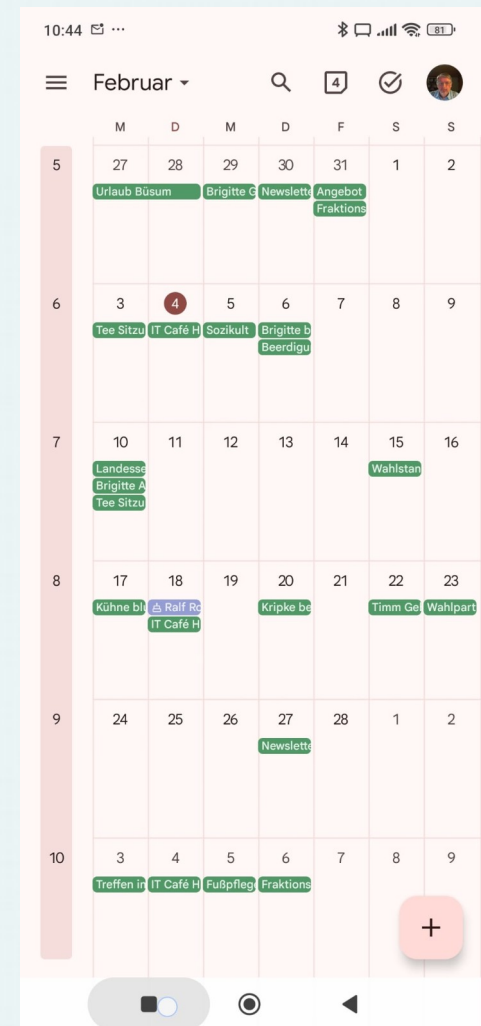 10:44 81
Februar 4
M D M D F S S
5 27 28 29 30 31 1 2
Urlaub Büsum Brigitte G Newslette Angebot
Fraktions
6 3 4 5 6 7 8 9
Tee Sitzu IT Café H Sozikult Brigitte b
Beerdigu
7 10 11 12 13 14 15 16
Landesse Wahlstan
Brigitte A
Tee Sitzu
8 17 18 19 20 21 22 23
Kühne blu Ralf Ro Kripke be Timm Ge Wahlpart
IT Café H
9 24 25 26 27 28 1 2
Newslette
10 3 4 5 6 7 8 9
Treffen in IT Café H Fußpflege Fraktions
+